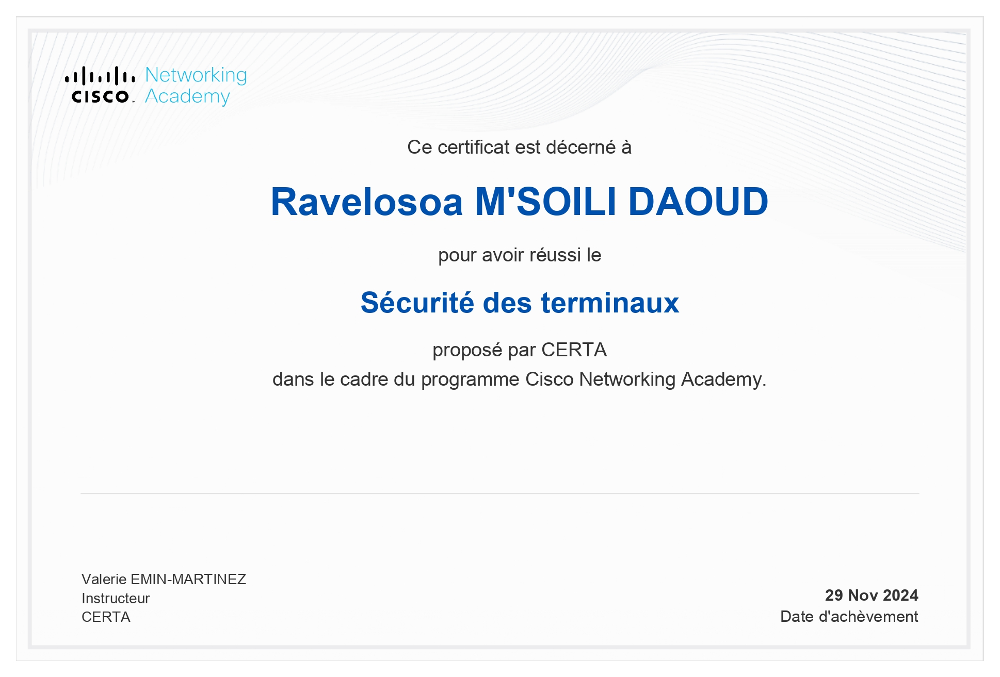 CISCO™ Networking Academy
Ce certificat est décerné à
Ravelosoa M'SOILI DAOUD
pour avoir réussi le
Sécurité des terminaux
proposé par CERTA
dans le cadre du programme Cisco Networking Academy.
Valerie EMIN-MARTINEZ
Instructeur
CERTA
29 Nov 2024
Date d'achèvement